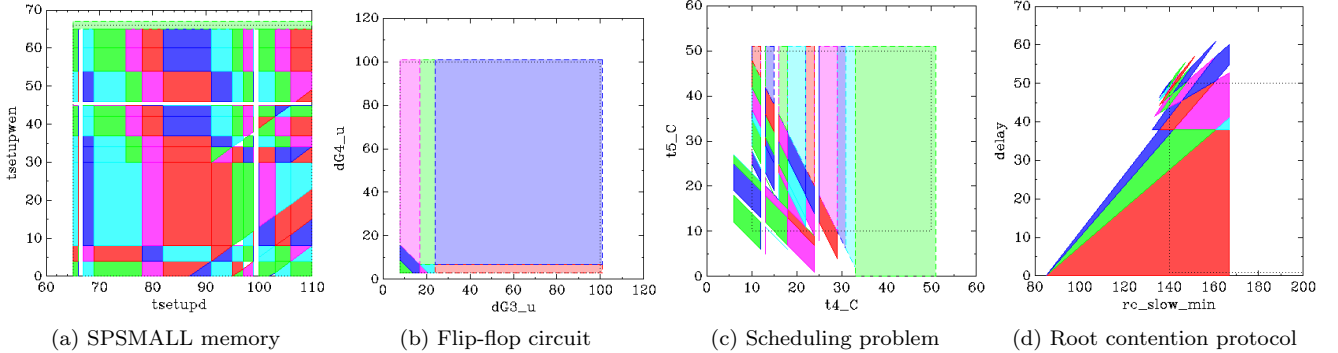 70
60
50
40
30
20
10
0
60 70 80 90 100 110
tsetupd
tsetupwen
(a) SPSMALL memory
120
100
80
60
40
20
0
0 20 40 60 80 100 120
dG3_u
dG4_u
(b) Flip-flop circuit
60
50
40
30
20
10
0
0 10 20 30 40 50 60
t4_C
t5_C
(c) Scheduling problem
70
60
50
40
30
20
10
0
80 100 120 140 160 180 200
rc_slow_min
delay
(d) Root contention protocol